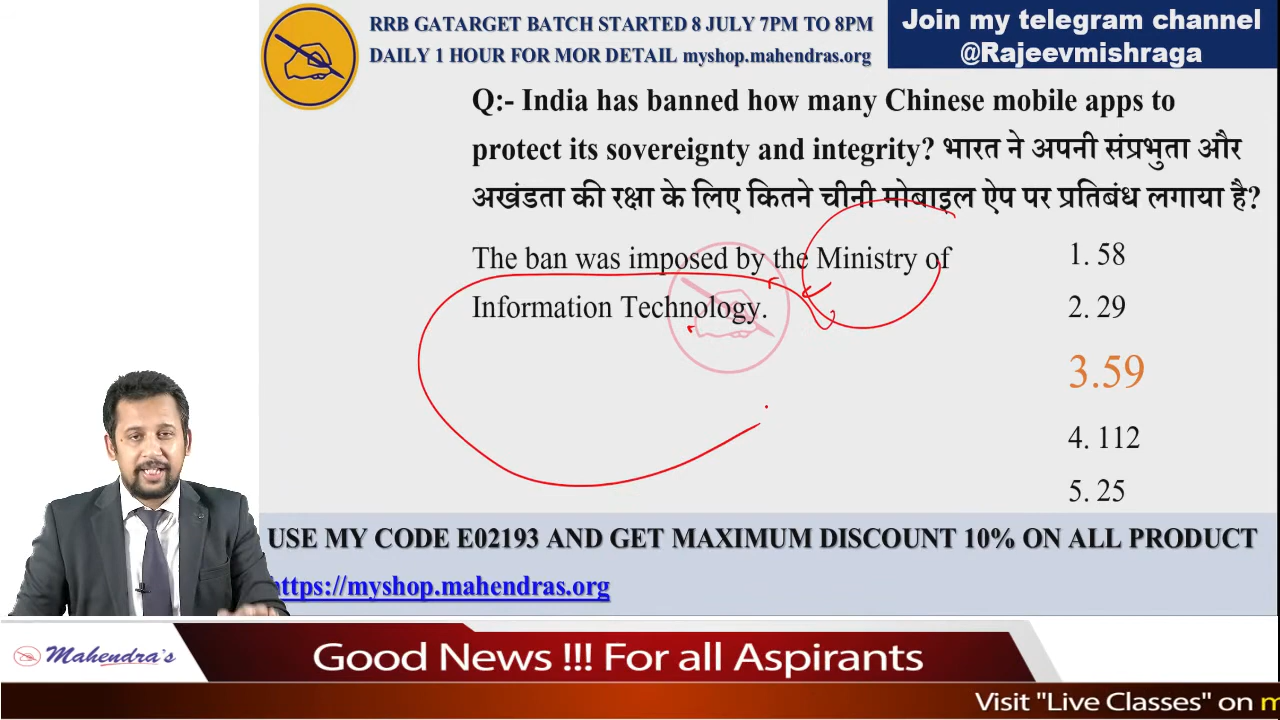 RRB GATARGET BATCH STARTED 8 JULY 7PM TO 8PM
DAILY 1 HOUR FOR MOR DETAIL myshop.mahendras.org
Join my telegram channel
@Rajeevmishraga
Q:- India has banned how many Chinese mobile apps to
protect its sovereignty and integrity? भारत ने अपनी संप्रभुता और
अखंडता की रक्षा के लिए कितने चीनी मोबाइल ऐप पर प्रतिबंध लगाया है?
The ban was imposed by the Ministry of
Information Technology.
1. 58
2. 29
3.59
4. 112
5. 25
USE MY CODE E02193 AND GET MAXIMUM DISCOUNT 10% ON ALL PRODUCT
https://myshop.mahendras.org
Mahendra's
Good News !!! For all Aspirants
Visit "Live Classes" on m